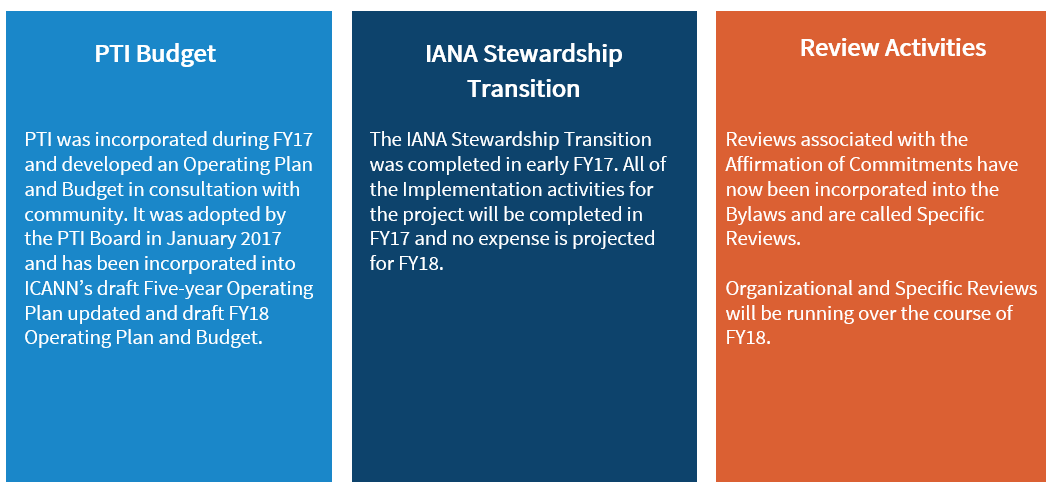 PTI Budget
PTI was incorporated during FY17
and developed an Operating Plan
and Budget in consultation with
community. It was adopted by
the PTI Board in January 2017
and has been incorporated into
ICANN’s draft Five-year Operating
Plan updated and draft FY18
Operating Plan and Budget.
IANA Stewardship
Transition
The IANA Stewardship Transition
was completed in early FY17. All of
the Implementation activities for
the project will be completed in
FY17 and no expense is projected
for FY18.
Review Activities
Reviews associated with the
Affirmation of Commitments have
now been incorporated into the
Bylaws and are called Specific
Reviews.
Organizational and Specific Reviews
will be running over the course of
FY18.